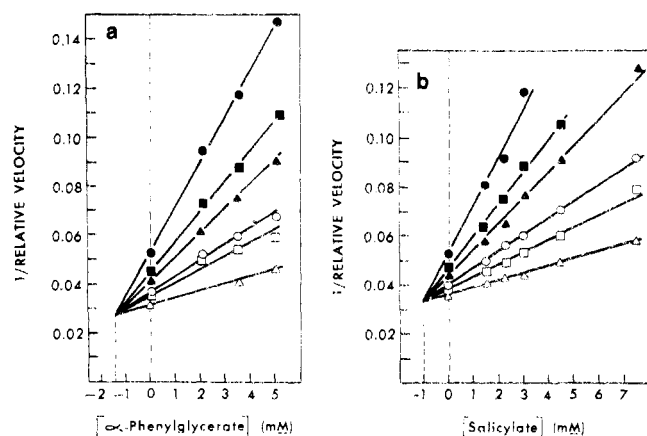 a
0.14
0.12
0.10
0.08
0.06
0.04
0.02
1/RELATIVE VELOCITY
-2 -1 0 1 2 3 4 5
[α-Phenylglycerate] (mM)
b
0.12
0.10
0.08
0.06
0.04
0.02
1/RELATIVE VELOCITY
-1 0 1 2 3 4 5 6 7
[Salicylate] (mM)